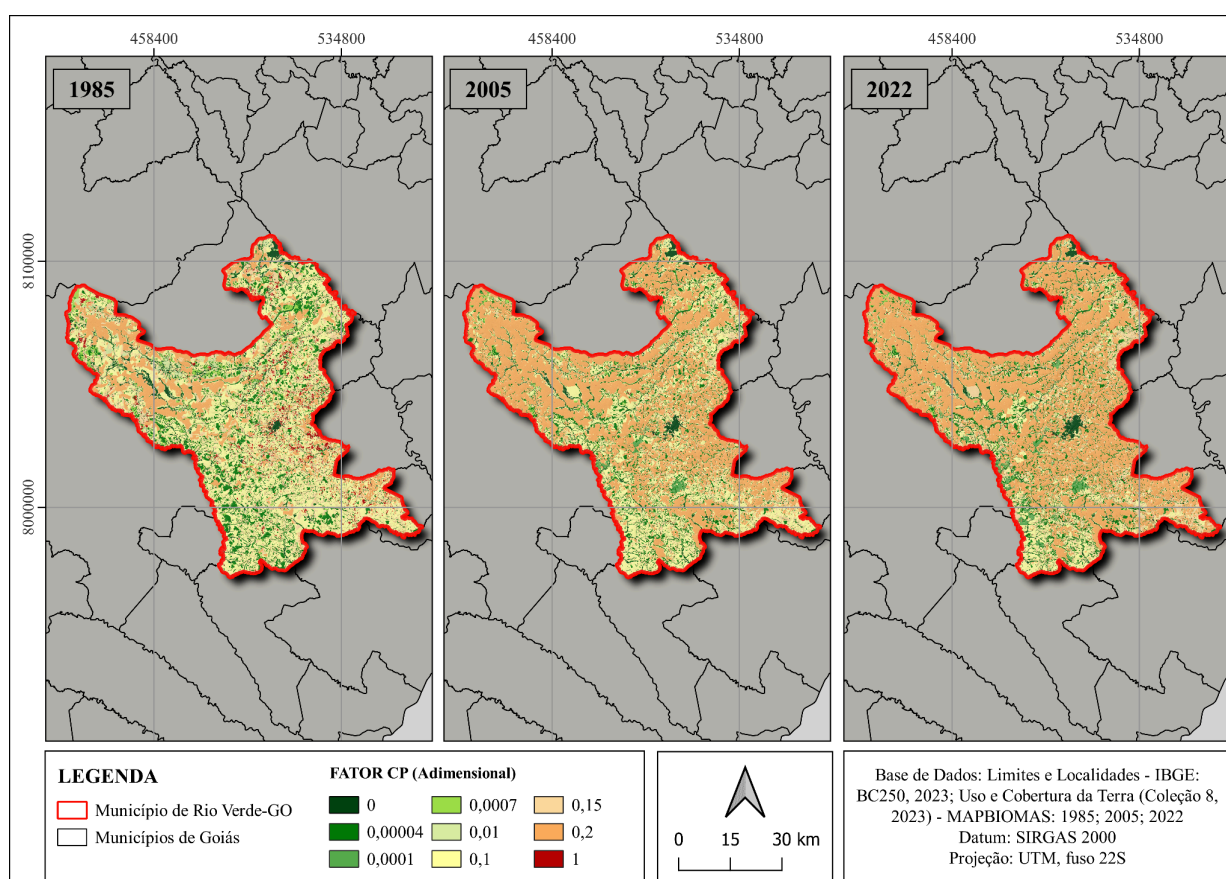 458400
534800
458400
534800
458400
534800
1985
2005
2022
8100000
8000000
LEGENDA
Município de Rio Verde-GO
Municípios de Goiás
FATOR CP (Adimensional)
0
0,00004
0,0001
0,0007
0,01
0,1
0,15
0,2
1
0 15 30 km
Base de Dados: Limites e Localidades - IBGE:
BC250, 2023; Uso e Cobertura da Terra (Coleção 8,
2023) - MAPBIOMAS: 1985; 2005; 2022
Datum: SIRGAS 2000
Projeção: UTM, fuso 22S